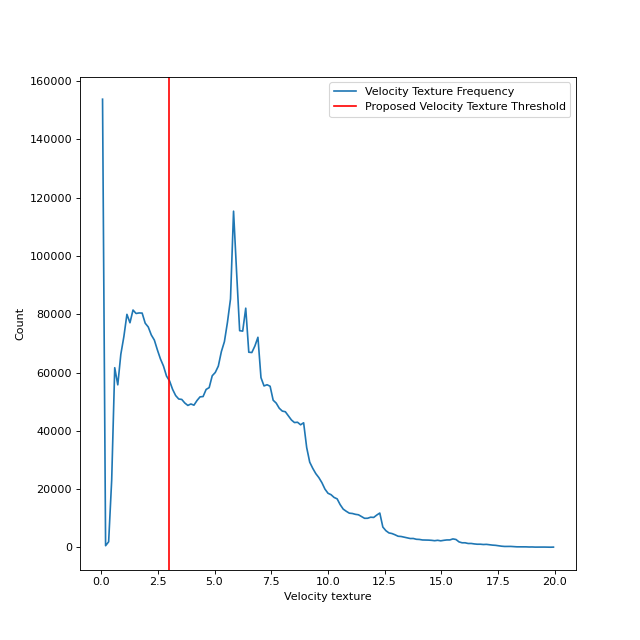 160000
140000
120000
100000
80000
60000
40000
20000
0
Count
Velocity Texture Frequency
Proposed Velocity Texture Threshold
0.0 2.5 5.0 7.5 10.0 12.5 15.0 17.5 20.0
Velocity texture